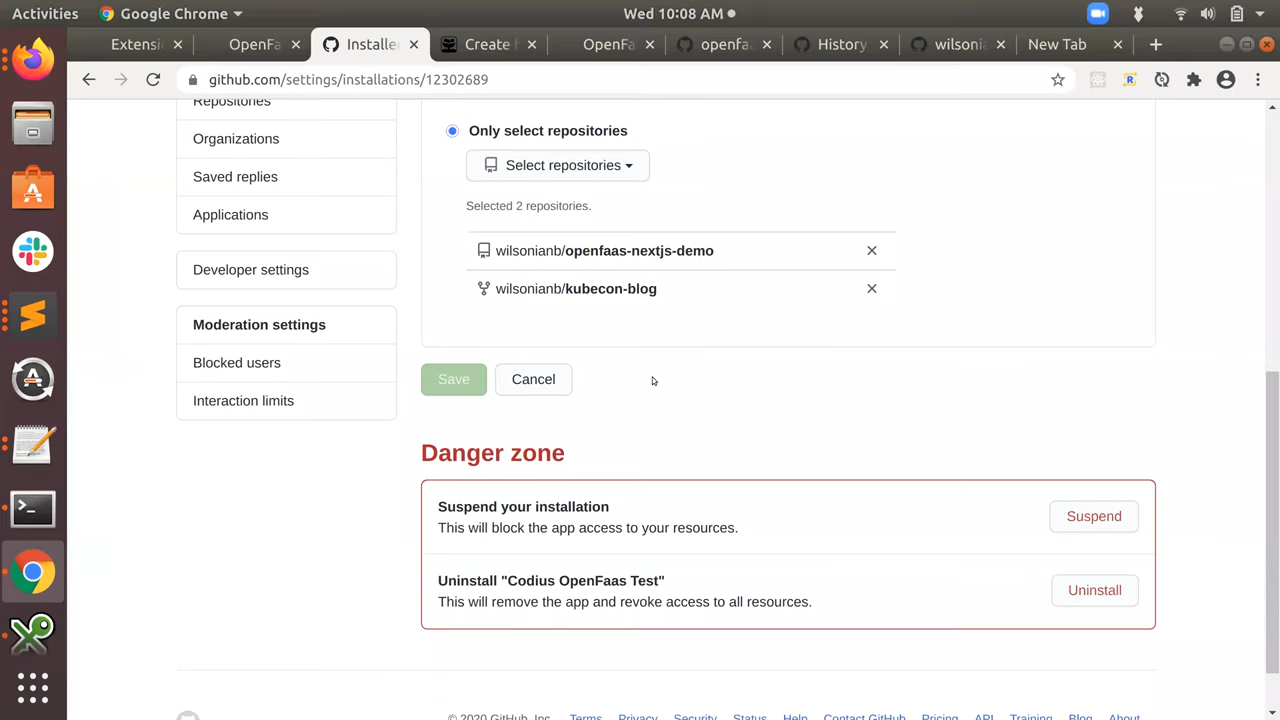 Activities
Google Chrome
Wed 10:08 AM
Extensi
OpenFa
Installe
Create
OpenFa
openfa
History
wilsoni
New Tab
github.com/settings/installations/12302689
Repositories
Organizations
Saved replies
Applications
Developer settings
Moderation settings
Blocked users
Interaction limits
Only select repositories
Select repositories
Selected 2 repositories.
wilsonianb/openfaas-nextjs-demo
wilsonianb/kubecon-blog
Save
Cancel
Danger zone
Suspend your installation
This will block the app access to your resources.
Suspend
Uninstall "Codius OpenFaas Test"
This will remove the app and revoke access to all resources.
Uninstall
© 2020 GitHub, Inc. Terms Privacy Security Status Help Contact GitHub Pricing API Training Blog About